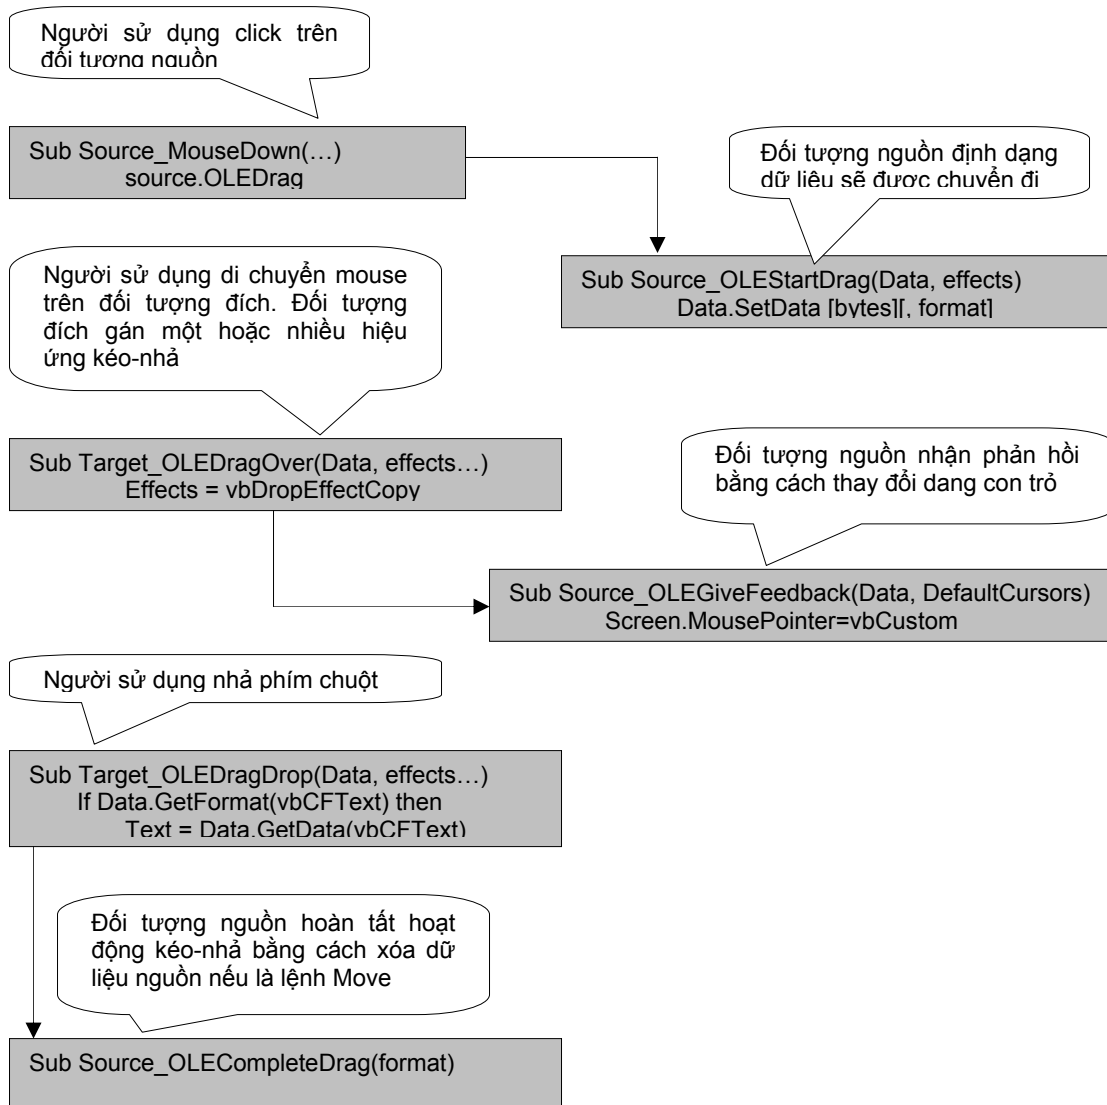 Người sử dụng click trên
đối tượng nguồn
Sub Source_MouseDown(…)
source.OLEDrag
Đối tượng nguồn định dạng
dữ liệu sẽ được chuyển đi
Sub Source_OLEStartDrag(Data, effects)
Data.SetData [bytes][, format]
Người sử dụng di chuyển mouse
trên đối tượng đích. Đối tượng
đích gán một hoặc nhiều hiệu
ứng kéo-nhả
Sub Target_OLEDragOver(Data, effects…)
Effects = vbDropEffectCopy
Đối tượng nguồn nhận phản hồi
bằng cách thay đổi dạng con trỏ
Sub Source_OLEGiveFeedback(Data, DefaultCursors)
Screen.MousePointer=vbCustom
Người sử dụng nhả phím chuột
Sub Target_OLEDragDrop(Data, effects…)
If Data.GetFormat(vbCFText) then
Text = Data.GetData(vbCFText)
Đối tượng nguồn hoàn tất hoạt
động kéo-nhả bằng cách xóa dữ
liệu nguồn nếu là lệnh Move
Sub Source_OLECompleteDrag(format)